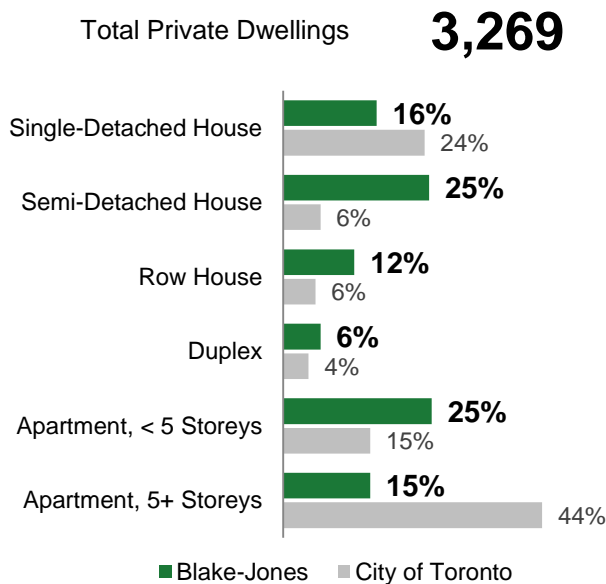 Total Private Dwellings 3,269
Single-Detached House 16%
24%
Semi-Detached House 25%
6%
Row House 12%
6%
Duplex 6%
4%
Apartment, < 5 Storeys 25%
15%
Apartment, 5+ Storeys 15%
44%
Blake-Jones City of Toronto